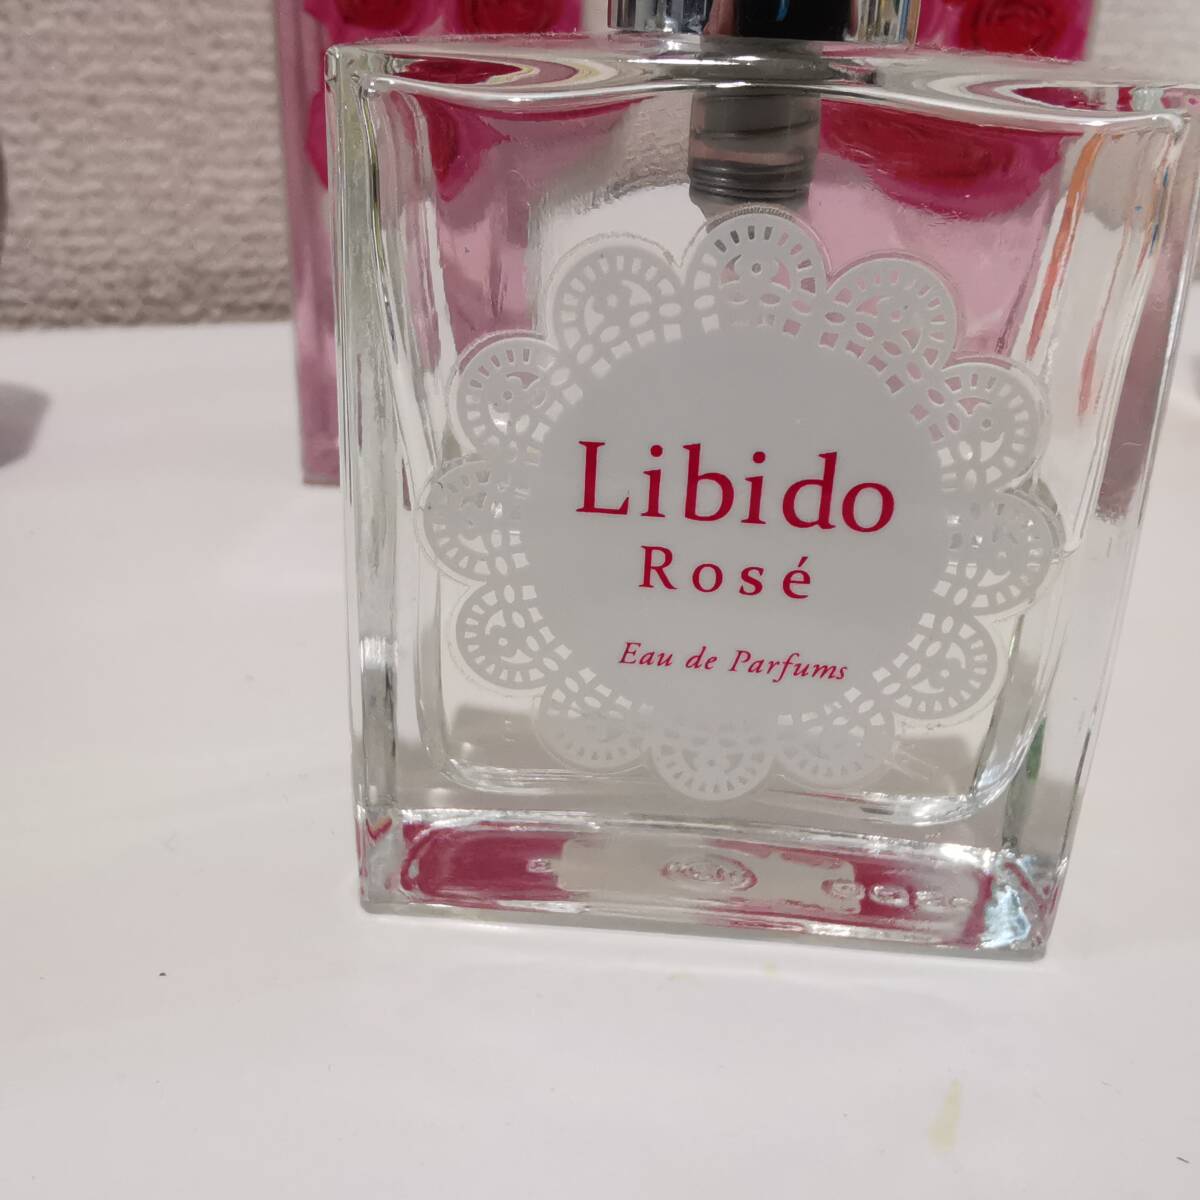 Libido
Rosé
Eau de Parfums